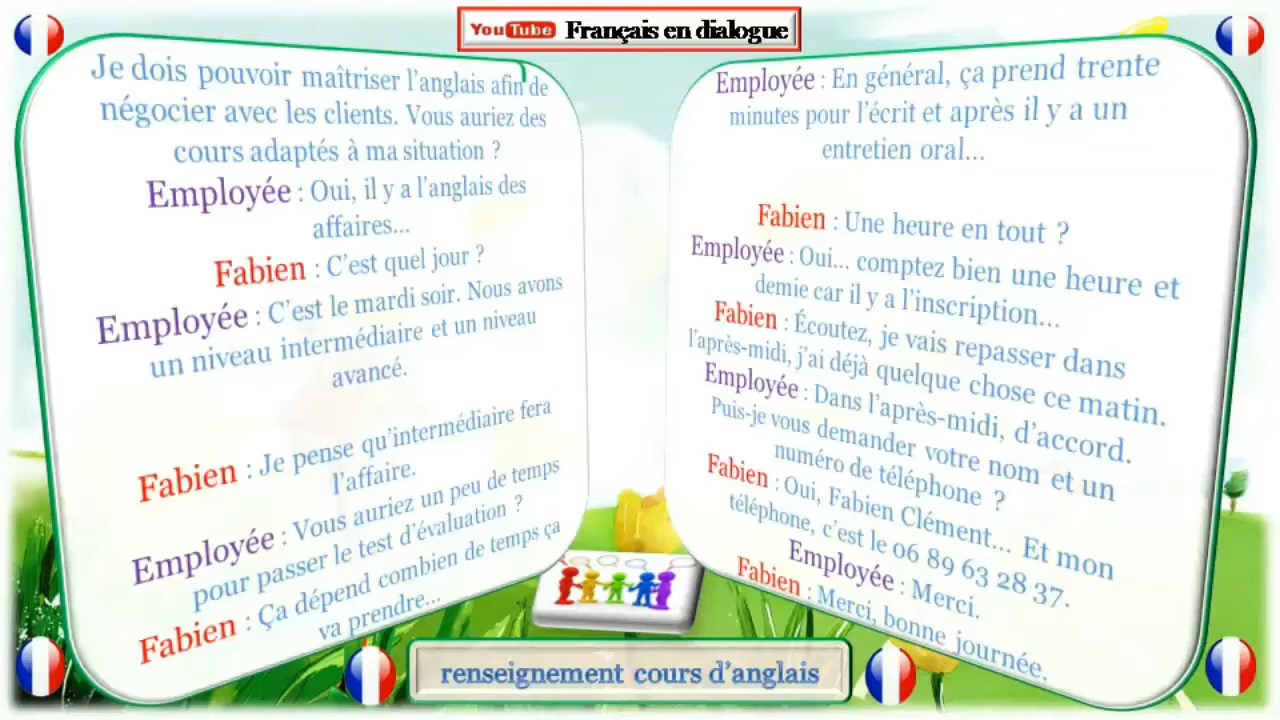 YouTube Français en dialogue
Je dois pouvoir maîtriser l'anglais afin de
négocier avec les clients. Vous auriez des
cours adaptés à ma situation ?
Employée : Oui, il y a l'anglais des
affaires...
Fabien : C'est quel jour ?
Employée : C'est le mardi soir. Nous avons
un niveau intermédiaire et un niveau
avancé.
Fabien : Je pense qu'intermédiaire fera
l'affaire.
Employée : Vous auriez un peu de temps
pour passer le test d'évaluation ?
Fabien : Ça dépend combien de temps ça
va prendre...
Employée : En général, ça prend trente
minutes pour l'écrit et après il y a un
entretien oral...
Fabien : Une heure en tout ?
Employée : Oui... comptez bien une heure et
demie car il y a l'inscription...
Fabien : Écoutez, je vais repasser dans
l'après-midi, j'ai déjà quelque chose ce matin.
Employée : Dans l'après-midi, d'accord.
Puis-je vous demander votre nom et un
numéro de téléphone ?
Fabien : Oui, Fabien Clément... Et mon
téléphone, c'est le 06 89 63 28 37.
Employée : Merci.
Fabien : Merci, bonne journée.
renseignement cours d'anglais